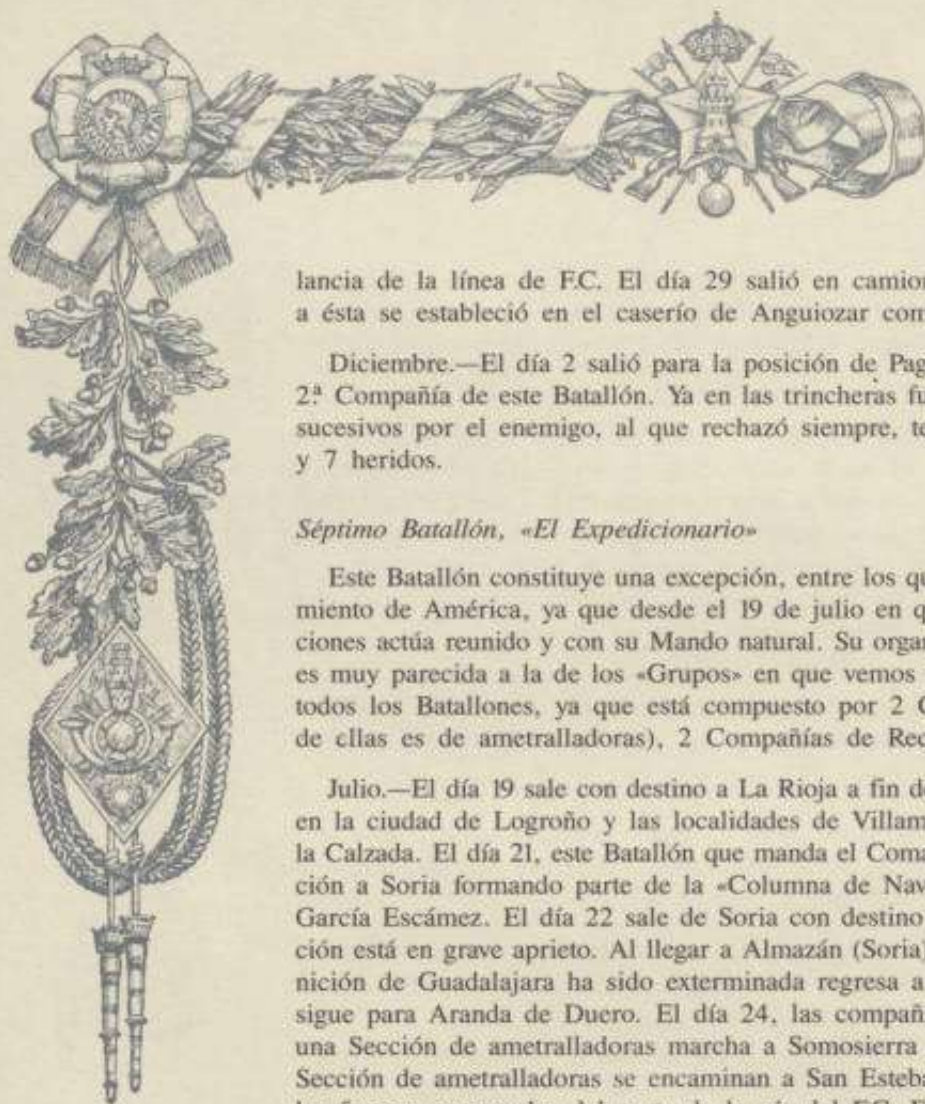 lancia de la línea de F.C. El día 29 salió en camion
a ésta se estableció en el caserío de Anguiozar com
Diciembre.—El día 2 salió para la posición de Pag
2.ª Compañía de este Batallón. Ya en las trincheras fu
sucesivos por el enemigo, al que rechazó siempre, te
y 7 heridos.
Séptimo Batallón, «El Expedicionario»
Este Batallón constituye una excepción, entre los qu
miento de América, ya que desde el 19 de julio en q
ciones actúa reunido y con su Mando natural. Su organ
es muy parecida a la de los «Grupos» en que vemos
todos los Batallones, ya que está compuesto por 2 C
de ellas es de ametralladoras), 2 Compañías de Req
Julio.—El día 19 sale con destino a La Rioja a fin de
en la ciudad de Logroño y las localidades de Villam
la Calzada. El día 21, este Batallón que manda el Coma
ción a Soria formando parte de la «Columna de Nav
García Escámez. El día 22 sale de Soria con destino
ción está en grave aprieto. Al llegar a Almazán (Soria)
nición de Guadalajara ha sido exterminada regresa a
sigue para Aranda de Duero. El día 24, las compañ
una Sección de ametralladoras marcha a Somosierra
Sección de ametralladoras se encaminan a San Esteba